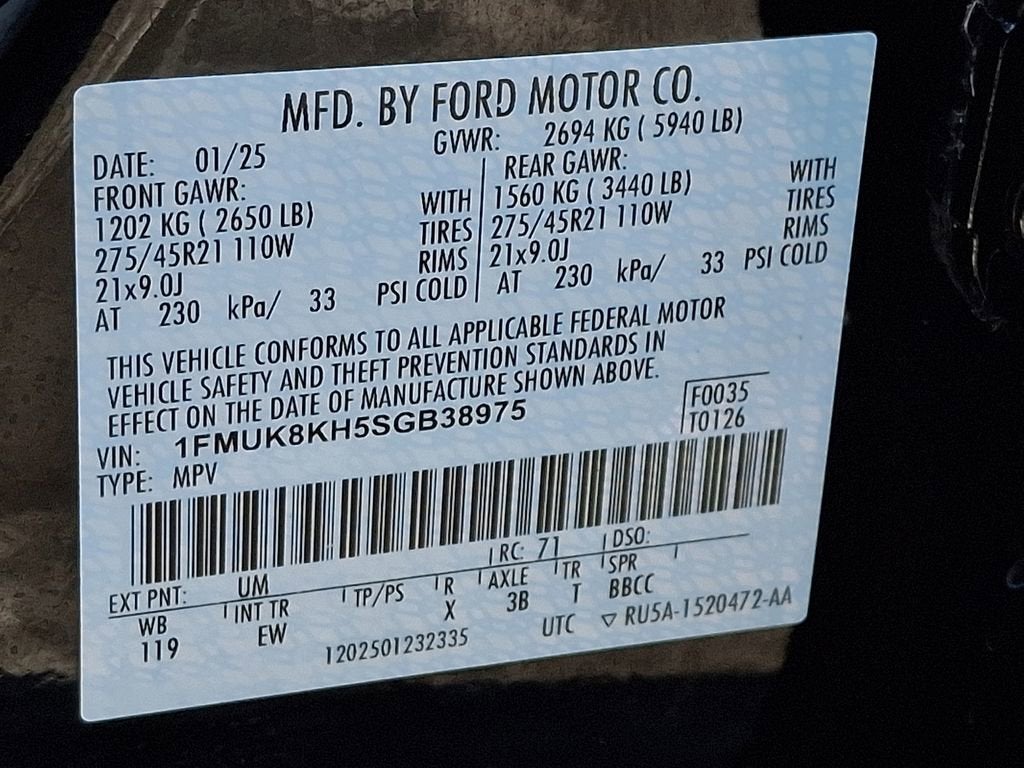 MFD. BY FORD MOTOR CO.
DATE: 01/25 GVWR: 2694 KG ( 5940 LB)
FRONT GAWR: REAR GAWR:
1202 KG ( 2650 LB) WITH 1560 KG ( 3440 LB) WITH
275/45R21 110W TIRES 275/45R21 110W TIRES
21x9.0J RIMS 21x9.0J RIMS
AT 230 kPa/ 33 PSI COLD AT 230 kPa/ 33 PSI COLD
THIS VEHICLE CONFORMS TO ALL APPLICABLE FEDERAL MOTOR
VEHICLE SAFETY AND THEFT PREVENTION STANDARDS IN
EFFECT ON THE DATE OF MANUFACTURE SHOWN ABOVE.
VIN: 1FMUK8KH5SGB38975 F0035
TYPE: MPV T0126
EXT PNT: UM RC: 71 DSO:
WB INT TR TP/PS R AXLE TR SPR
119 EW X 3B T BBCC
1202501232335 UTC ▽ RU5A-1520472-AA